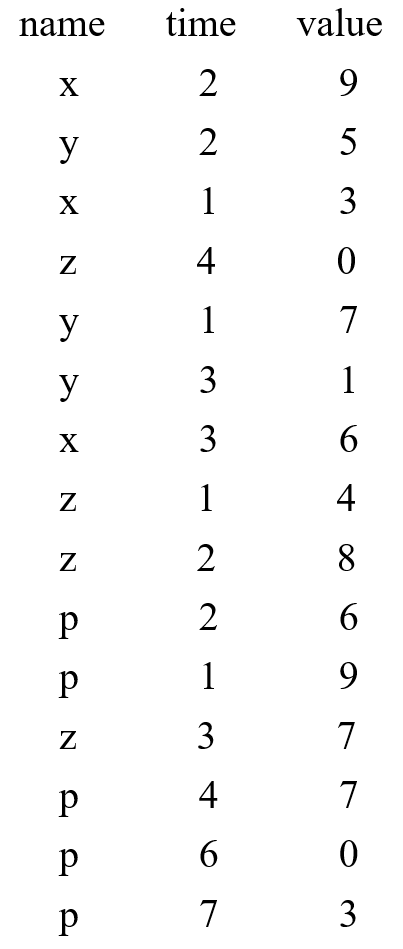 name time value
x 2 9
y 2 5
x 1 3
z 4 0
y 1 7
y 3 1
x 3 6
z 1 4
z 2 8
p 2 6
p 1 9
z 3 7
p 4 7
p 6 0
p 7 3